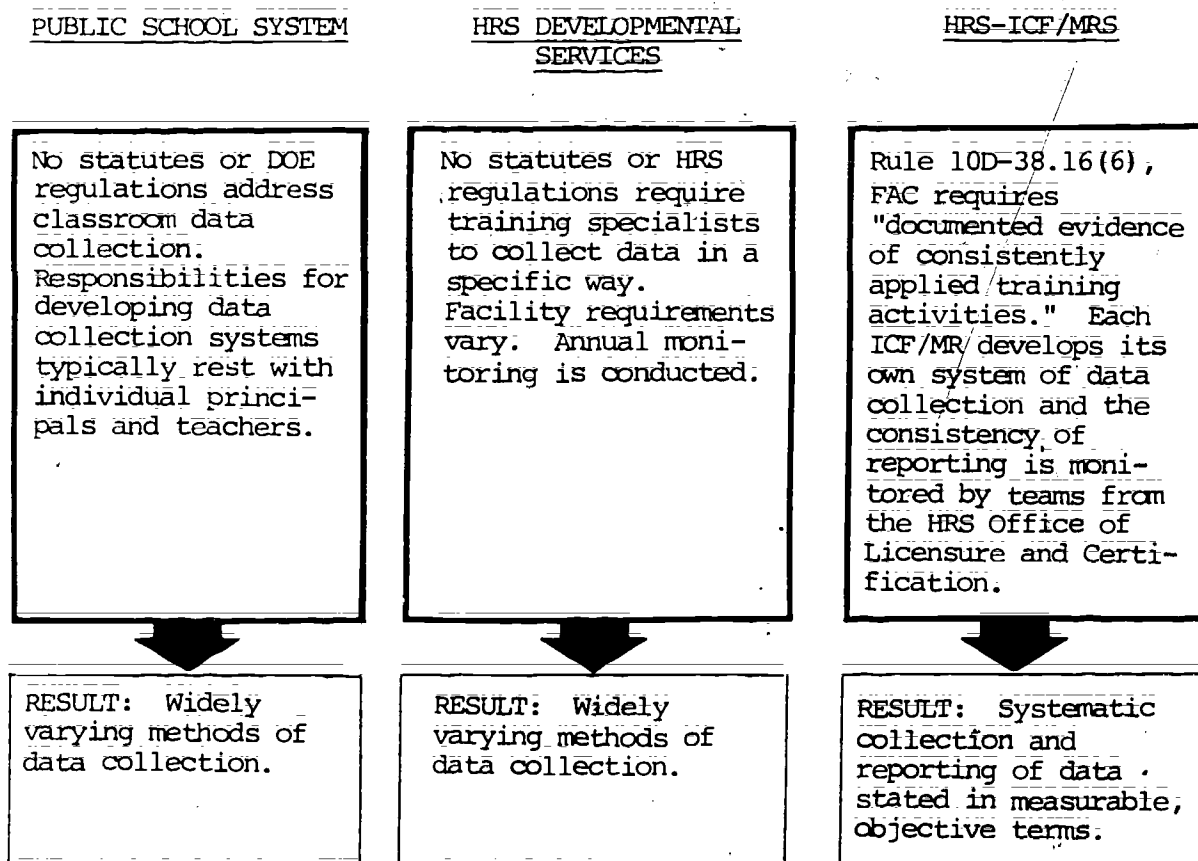 PUBLIC SCHOOL SYSTEM
HRS DEVELOPMENTAL
SERVICES
HRS-ICF/MRS
No statutes or DOE
regulations address
classroom data
collection.
Responsibilities for
developing data
collection systems
typically rest with
individual princi-
pals and teachers.
No statutes or HRS
regulations require
training specialists
to collect data in a
specific way.
Facility requirements
vary. Annual moni-
toring is conducted.
Rule 10D-38.16(6),
FAC requires
"documented evidence
of consistently
applied training
activities." Each
ICF/MR develops its
own system of data
collection and the
consistency of
reporting is moni-
tored by teams from
the HRS Office of
Licensure and Certi-
fication.
RESULT: Widely
varying methods of
data collection.
RESULT: Widely
varying methods of
data collection.
RESULT: Systematic
collection and
reporting of data
stated in measurable,
objective terms.